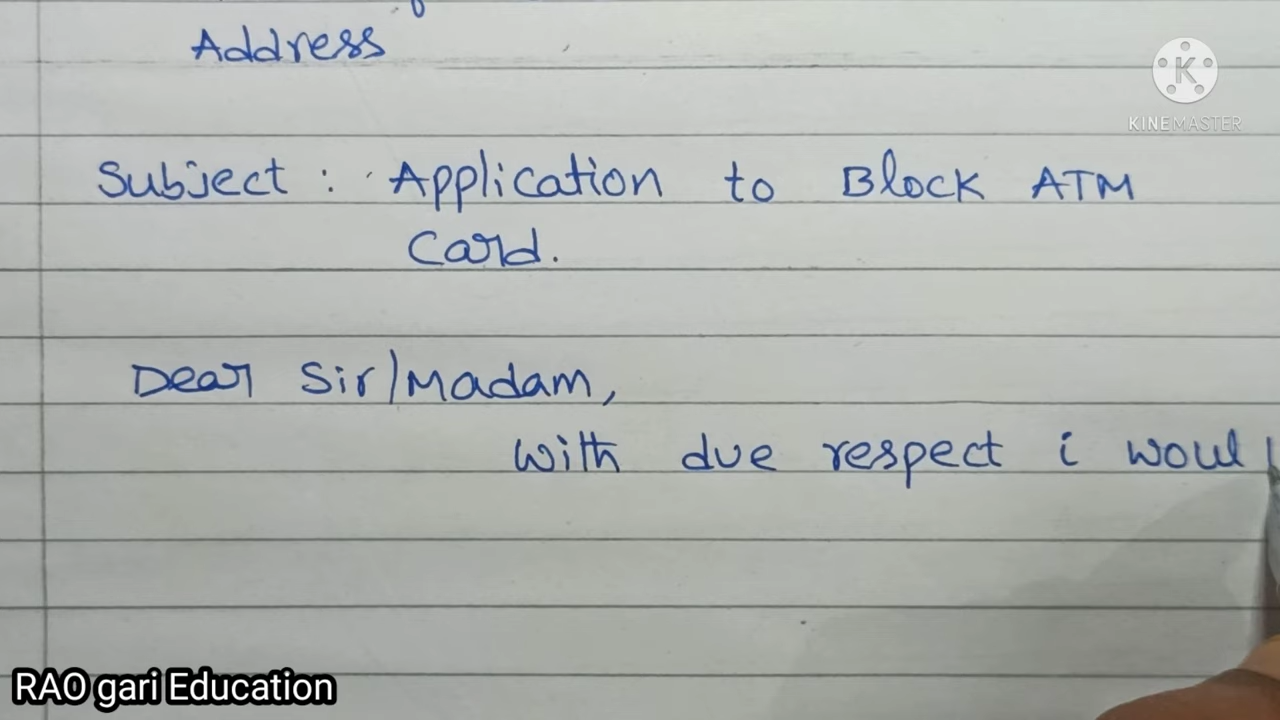 Address
KINEMASTER
Subject : Application to Block ATM
Card.
Dear Sir/Madam,
With due respect i woul
RAO gari Education